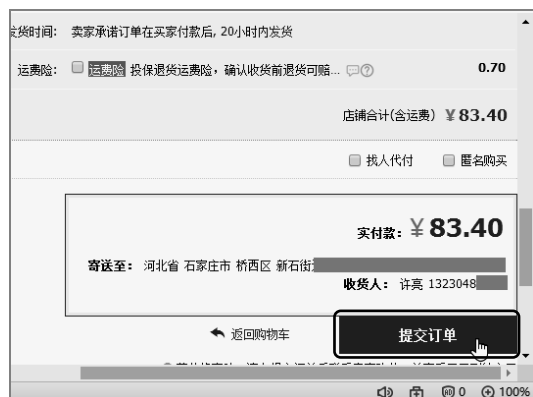 发货时间： 卖家承诺订单在买家付款后, 20小时内发货
运费险： 运费险 投保退货运费险，确认收货前退货可赔... 0.70
店铺合计(含运费) ￥83.40
找人代付 匿名购买
实付款：￥83.40
寄送至： 河北省 石家庄市 桥西区 新石街
收货人： 许亮 1323048
返回购物车 提交订单
0 100%